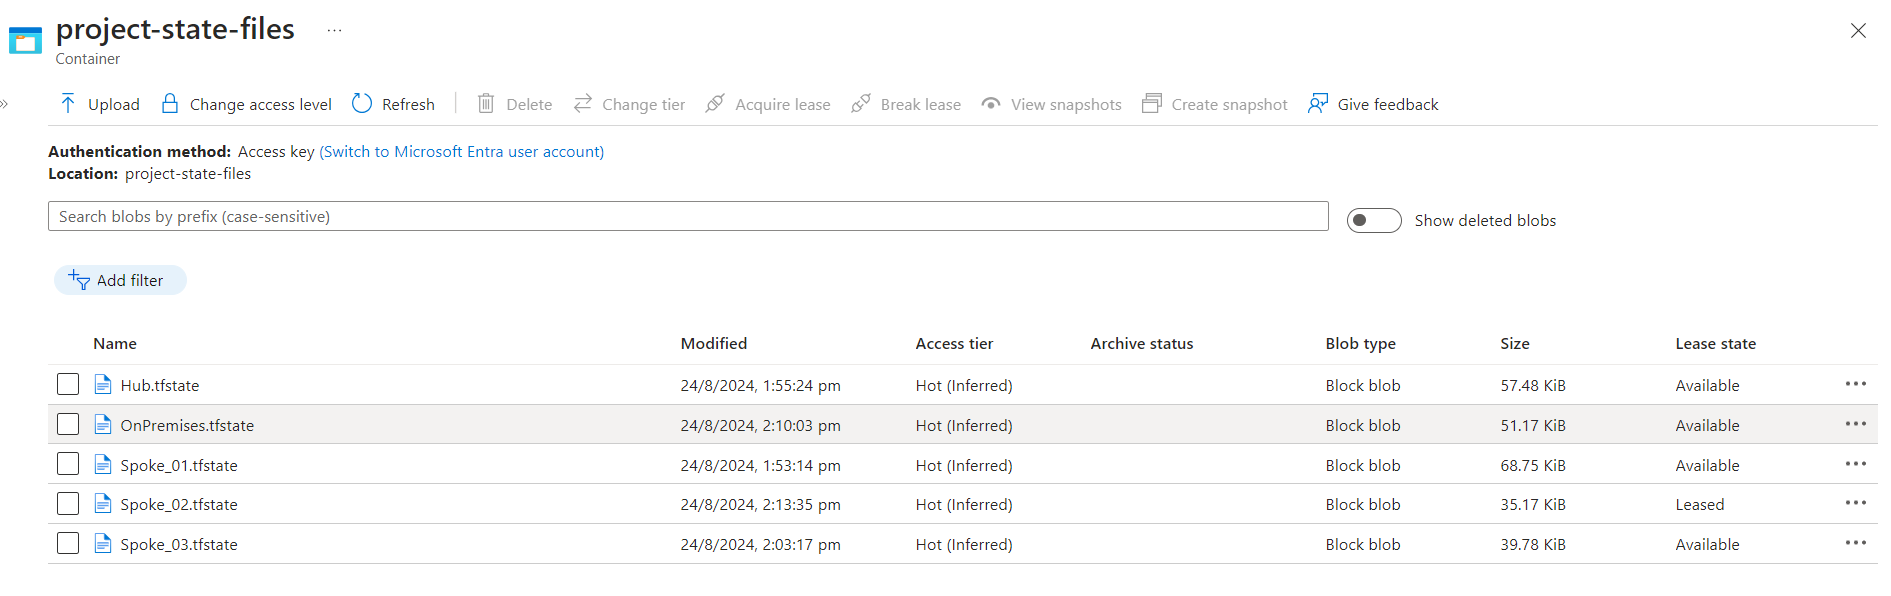 project-state-files ...
Container
Upload Change access level Refresh Delete Change tier Acquire lease Break lease View snapshots Create snapshot Give feedback
Authentication method: Access key (Switch to Microsoft Entra user account)
Location: project-state-files
Search blobs by prefix (case-sensitive) Show deleted blobs
Add filter
Name Modified Access tier Archive status Blob type Size Lease state
Hub.tfstate 24/8/2024, 1:55:24 pm Hot (Inferred) Block blob 57.48 KiB Available
OnPremises.tfstate 24/8/2024, 2:10:03 pm Hot (Inferred) Block blob 51.17 KiB Available
Spoke_01.tfstate 24/8/2024, 1:53:14 pm Hot (Inferred) Block blob 68.75 KiB Available
Spoke_02.tfstate 24/8/2024, 2:13:35 pm Hot (Inferred) Block blob 35.17 KiB Leased
Spoke_03.tfstate 24/8/2024, 2:03:17 pm Hot (Inferred) Block blob 39.78 KiB Available